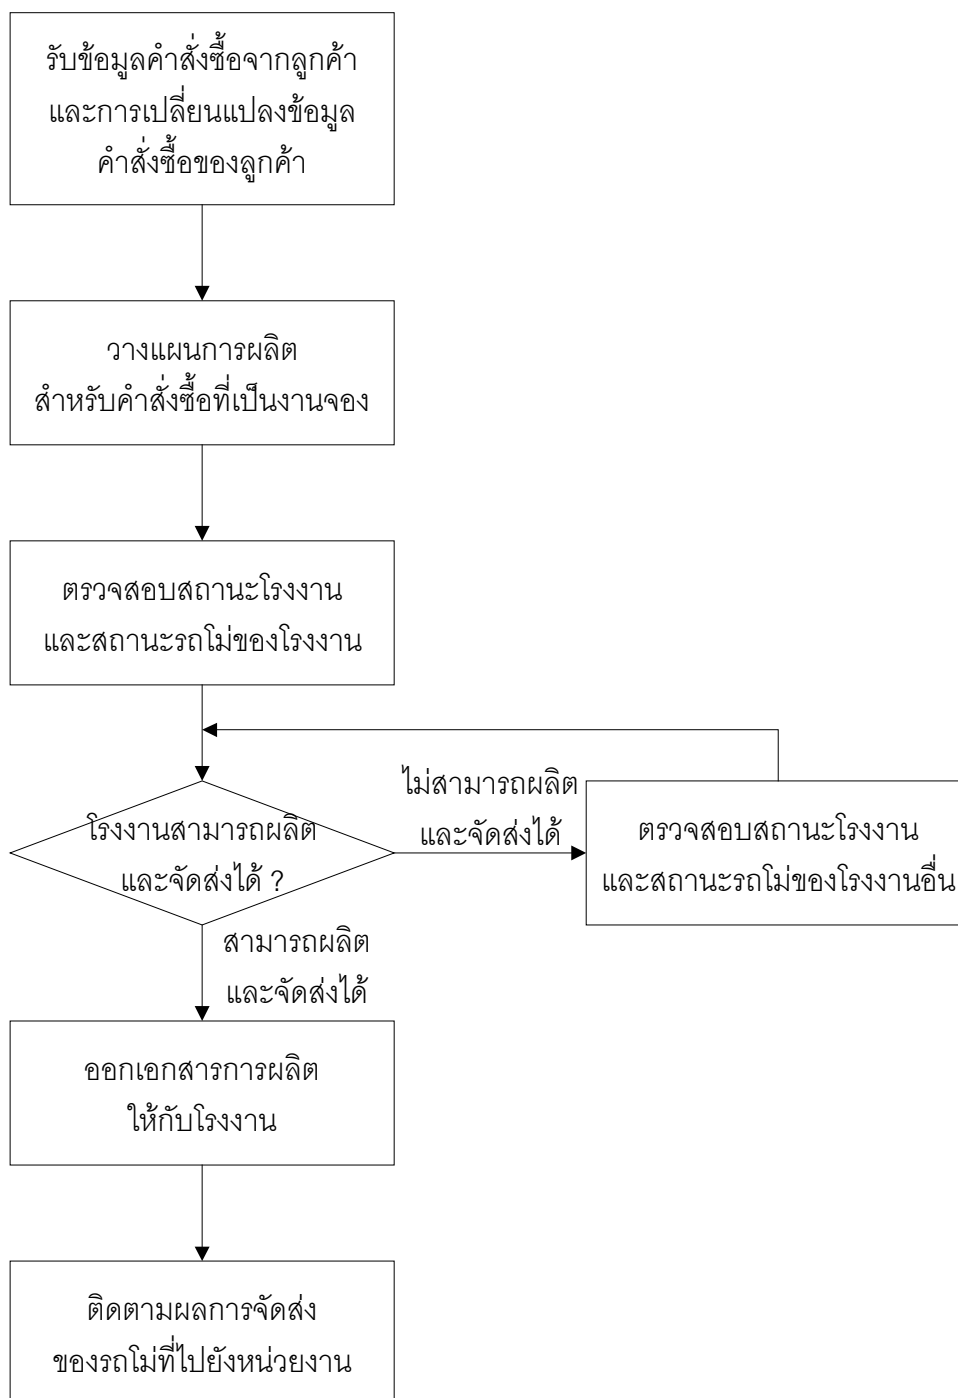 รับข้อมูลคำสั่งซื้อจากลูกค้า
และการเปลี่ยนแปลงข้อมูล
คำสั่งซื้อของลูกค้า
วางแผนการผลิต
สำหรับคำสั่งซื้อที่เป็นงานจอง
ตรวจสอบสถานะโรงงาน
และสถานะรถโม่ของโรงงาน
โรงงานสามารถผลิต
และจัดส่งได้ ?
ไม่สามารถผลิต
และจัดส่งได้
ตรวจสอบสถานะโรงงาน
และสถานะรถโม่ของโรงงานอื่น
สามารถผลิต
และจัดส่งได้
ออกเอกสารการผลิต
ให้กับโรงงาน
ติดตามผลการจัดส่ง
ของรถโม่ที่ไปยังหน่วยงาน